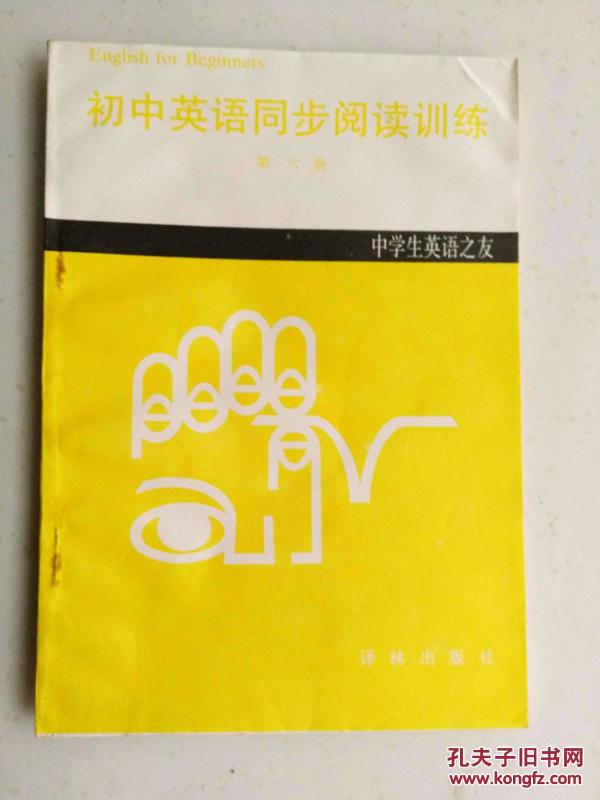 English for Beginners
初中英语同步阅读训练
第六册
中学生英语之友
译林出版社
孔夫子旧书网
www.kongfz.com